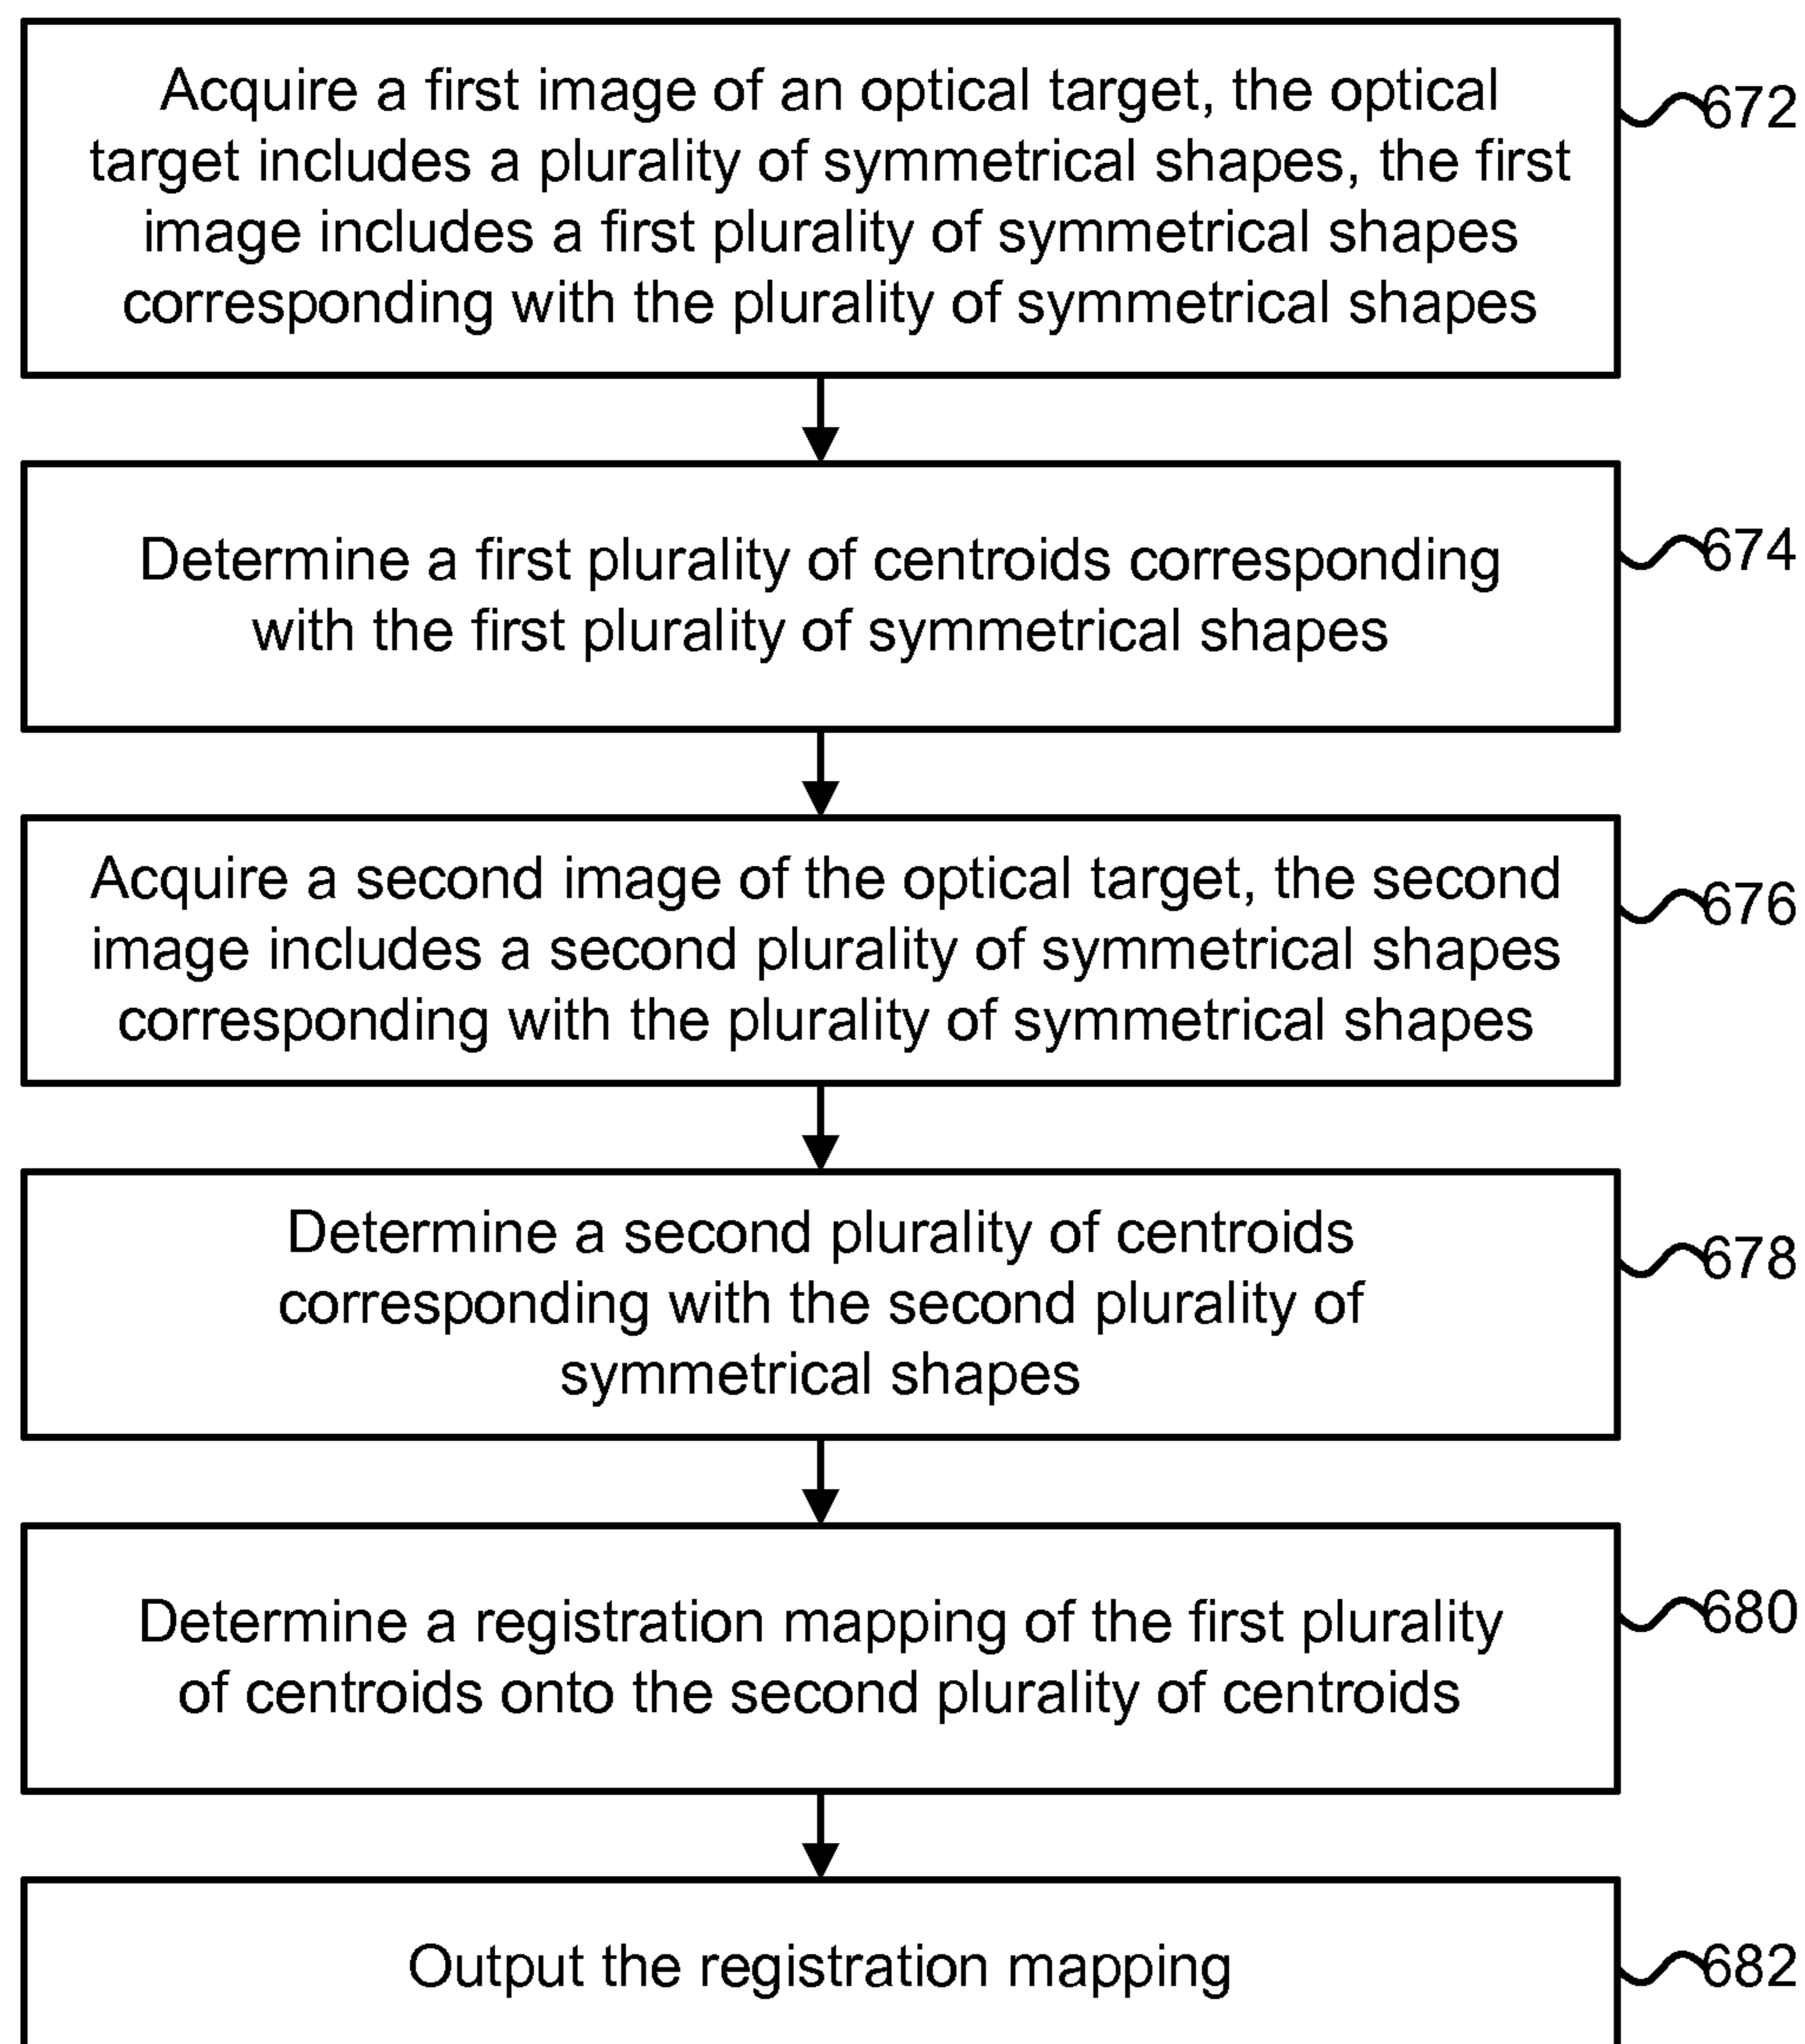 Acquire a first image of an optical target, the optical
target includes a plurality of symmetrical shapes, the first
image includes a first plurality of symmetrical shapes
corresponding with the plurality of symmetrical shapes
672
Determine a first plurality of centroids corresponding
with the first plurality of symmetrical shapes
674
Acquire a second image of the optical target, the second
image includes a second plurality of symmetrical shapes
corresponding with the plurality of symmetrical shapes
676
Determine a second plurality of centroids
corresponding with the second plurality of
symmetrical shapes
678
Determine a registration mapping of the first plurality
of centroids onto the second plurality of centroids
680
Output the registration mapping
682